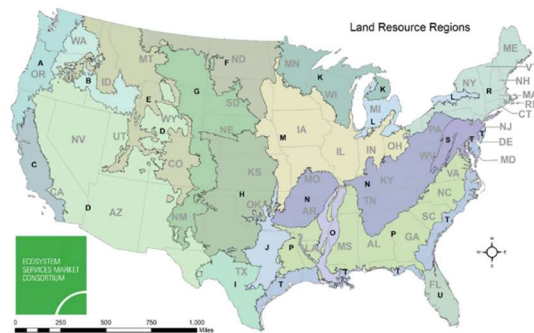 Land Resource Regions
WA
A
OR
B
ID
MT
ND
F
MN
K
WI
K
MI
L
L
NY
ME
VT
NH
MA
RI
CT
R
G
SD
E
WY
D
NV
UT
CO
NE
M
IA
IL
IN
OH
PA
S
T
NJ
DE
MD
WV
VA
C
CA
D
AZ
NM
KS
H
OK
MO
N
AR
N
KY
TN
NC
SC
T
J
P
LA
O
MS
AL
P
GA
TX
I
T
T
T
T
FL
U
ECOSYSTEM
SERVICES MARKET
CONSORTIUM
0 250 500 750 1,000
Miles